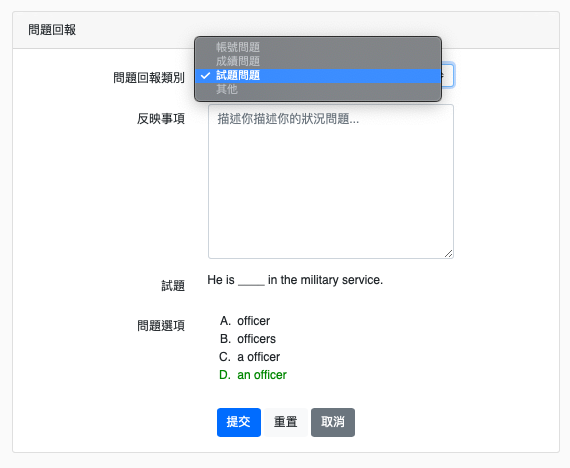 問題回報
問題回報類別
帳號問題
成績問題
✓ 試題問題
其他
反映事項
描述你描述你的狀況問題...
試題
He is ____ in the military service.
問題選項
A. officer
B. officers
C. a officer
D. an officer
提交 重置 取消